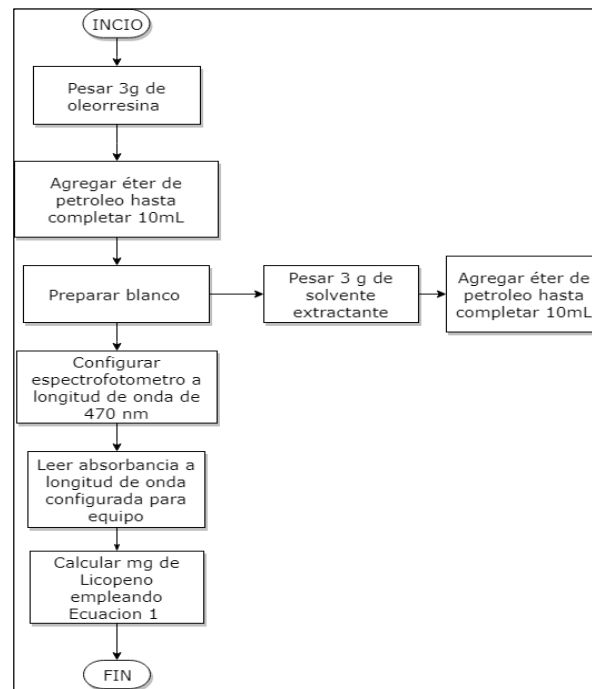 INCIO
Pesar 3g de
oleorresina
Agregar éter de
petroleo hasta
completar 10mL
Preparar blanco
Pesar 3 g de
solvente
extractante
Agregar éter de
petroleo hasta
completar 10mL
Configurar
espectrofotometro a
longitud de onda de
470 nm
Leer absorbancia a
longitud de onda
configurada para
equipo
Calcular mg de
Licopeno
empleando
Ecuacion 1
FIN